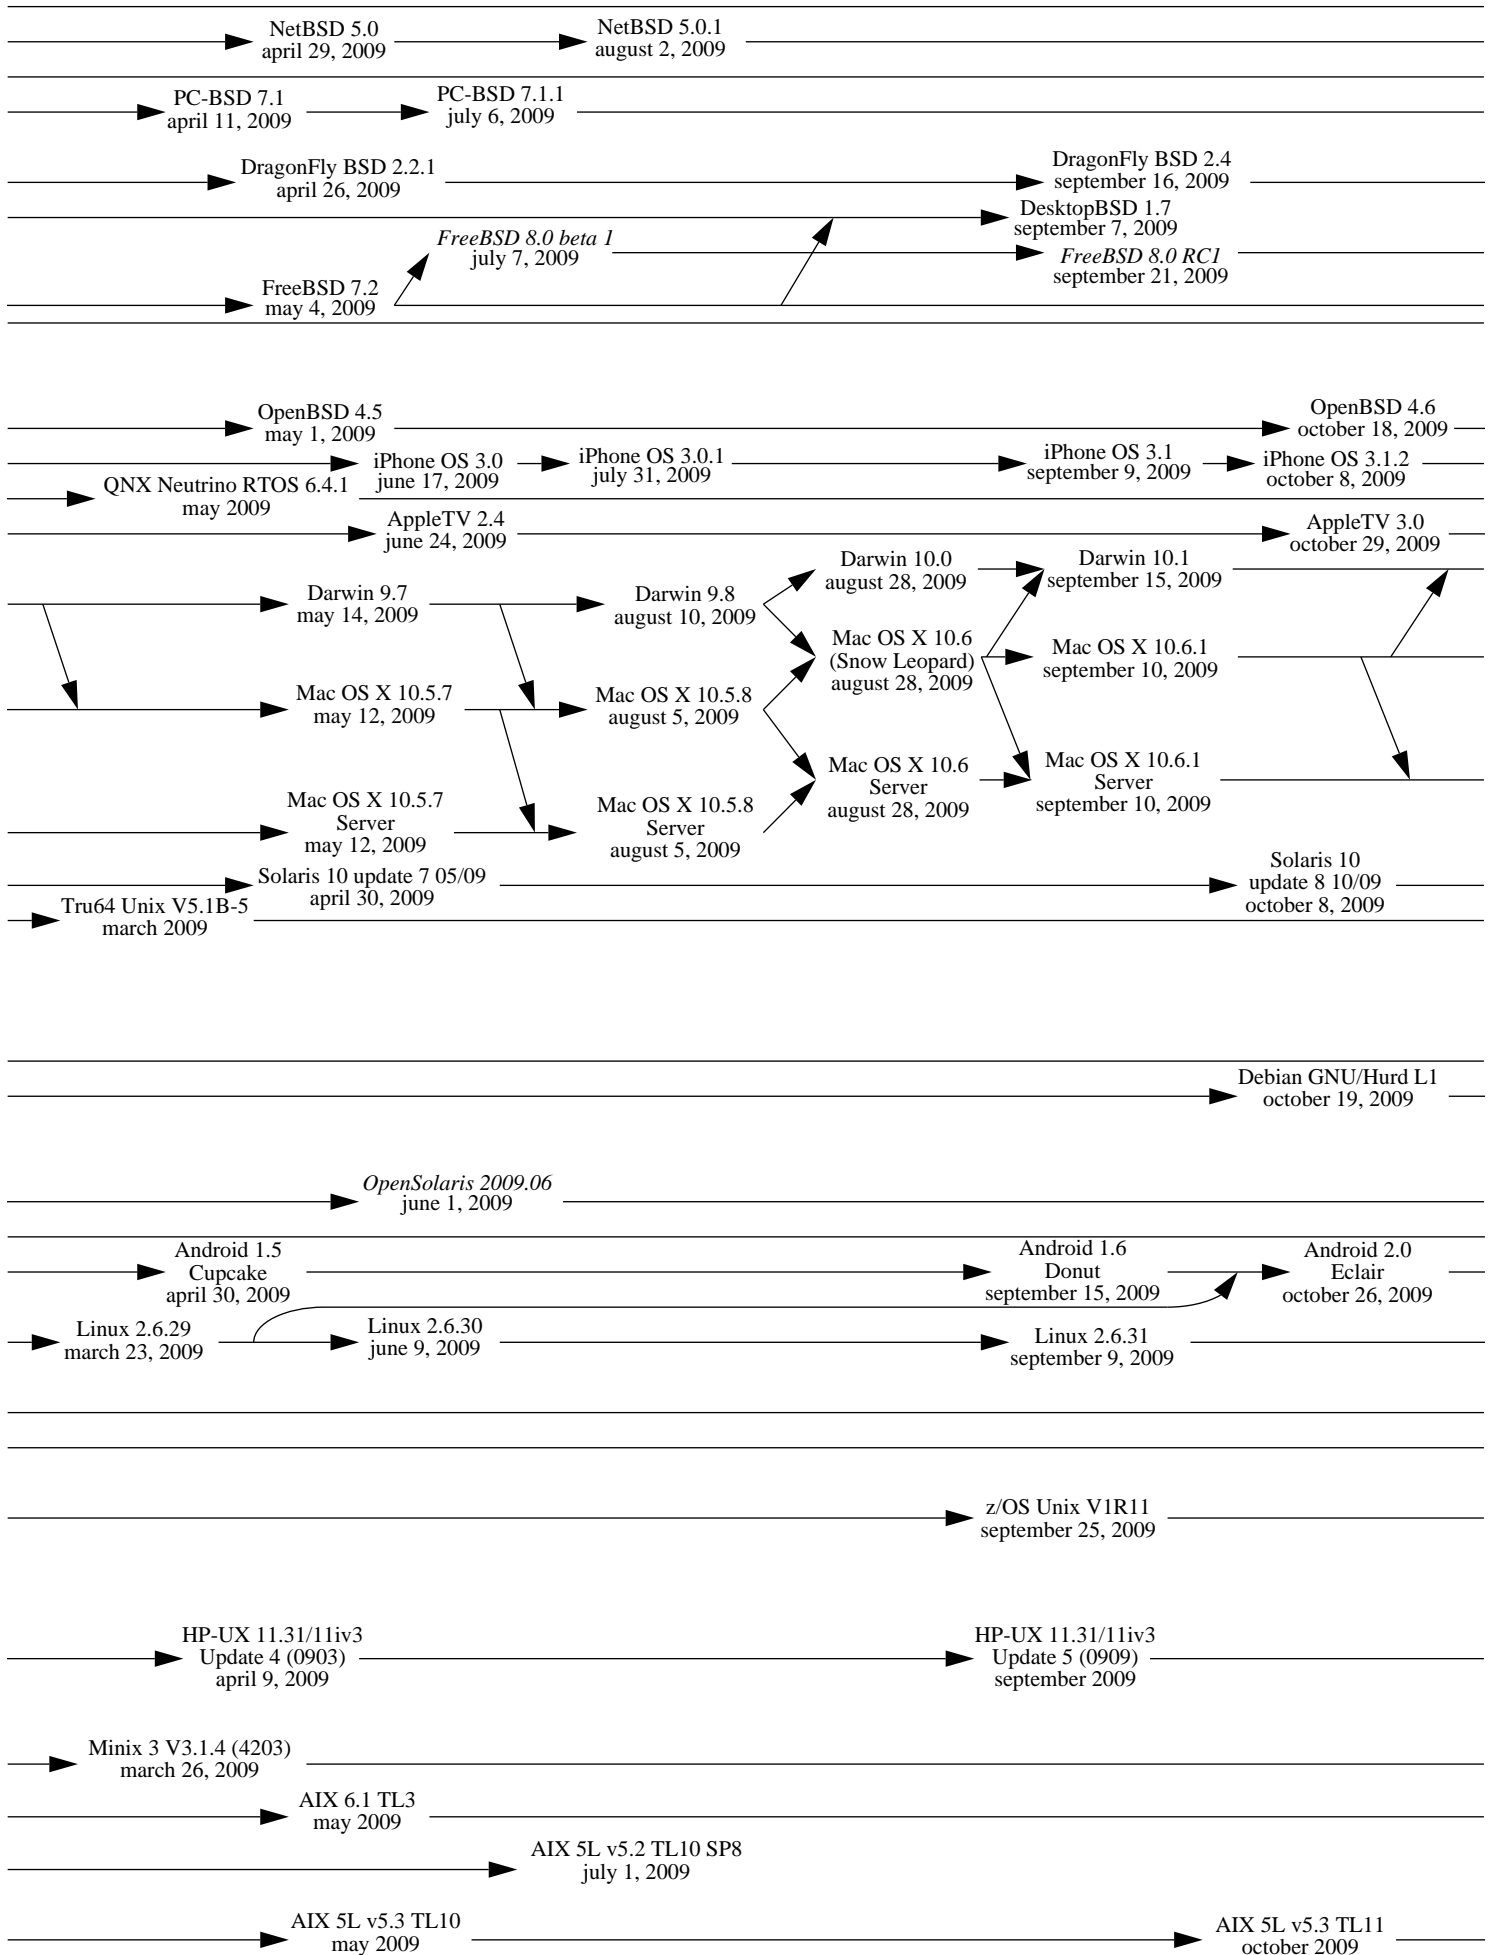 NetBSD 5.0
april 29, 2009
NetBSD 5.0.1
august 2, 2009
PC-BSD 7.1
april 11, 2009
PC-BSD 7.1.1
july 6, 2009
DragonFly BSD 2.2.1
april 26, 2009
DragonFly BSD 2.4
september 16, 2009
DesktopBSD 1.7
september 7, 2009
FreeBSD 8.0 beta 1
july 7, 2009
FreeBSD 8.0 RC1
september 21, 2009
FreeBSD 7.2
may 4, 2009
OpenBSD 4.5
may 1, 2009
OpenBSD 4.6
october 18, 2009
iPhone OS 3.0
june 17, 2009
iPhone OS 3.0.1
july 31, 2009
iPhone OS 3.1
september 9, 2009
iPhone OS 3.1.2
october 8, 2009
QNX Neutrino RTOS 6.4.1
may 2009
AppleTV 2.4
june 24, 2009
AppleTV 3.0
october 29, 2009
Darwin 10.0
august 28, 2009
Darwin 10.1
september 15, 2009
Darwin 9.7
may 14, 2009
Darwin 9.8
august 10, 2009
Mac OS X 10.6
(Snow Leopard)
august 28, 2009
Mac OS X 10.6.1
september 10, 2009
Mac OS X 10.5.7
may 12, 2009
Mac OS X 10.5.8
august 5, 2009
Mac OS X 10.6
Server
august 28, 2009
Mac OS X 10.6.1
Server
september 10, 2009
Mac OS X 10.5.7
Server
may 12, 2009
Mac OS X 10.5.8
Server
august 5, 2009
Solaris 10 update 7 05/09
april 30, 2009
Solaris 10
update 8 10/09
october 8, 2009
Tru64 Unix V5.1B-5
march 2009
Debian GNU/Hurd L1
october 19, 2009
OpenSolaris 2009.06
june 1, 2009
Android 1.5
Cupcake
april 30, 2009
Android 1.6
Donut
september 15, 2009
Android 2.0
Eclair
october 26, 2009
Linux 2.6.29
march 23, 2009
Linux 2.6.30
june 9, 2009
Linux 2.6.31
september 9, 2009
z/OS Unix V1R11
september 25, 2009
HP-UX 11.31/11iv3
Update 4 (0903)
april 9, 2009
HP-UX 11.31/11iv3
Update 5 (0909)
september 2009
Minix 3 V3.1.4 (4203)
march 26, 2009
AIX 6.1 TL3
may 2009
AIX 5L v5.2 TL10 SP8
july 1, 2009
AIX 5L v5.3 TL10
may 2009
AIX 5L v5.3 TL11
october 2009